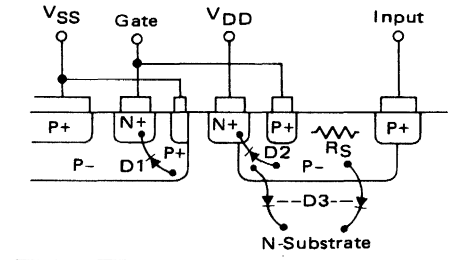 VSS Gate VDD Input
P+ N+ P+ N+ P+ RS P+
P- D1 D2 P-
D3
N-Substrate